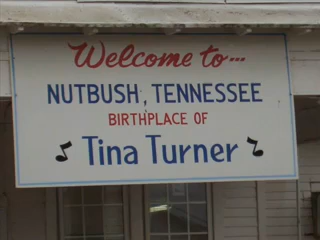 Welcome to...
NUTBUSH, TENNESSEE
BIRTHPLACE OF
Tina Turner